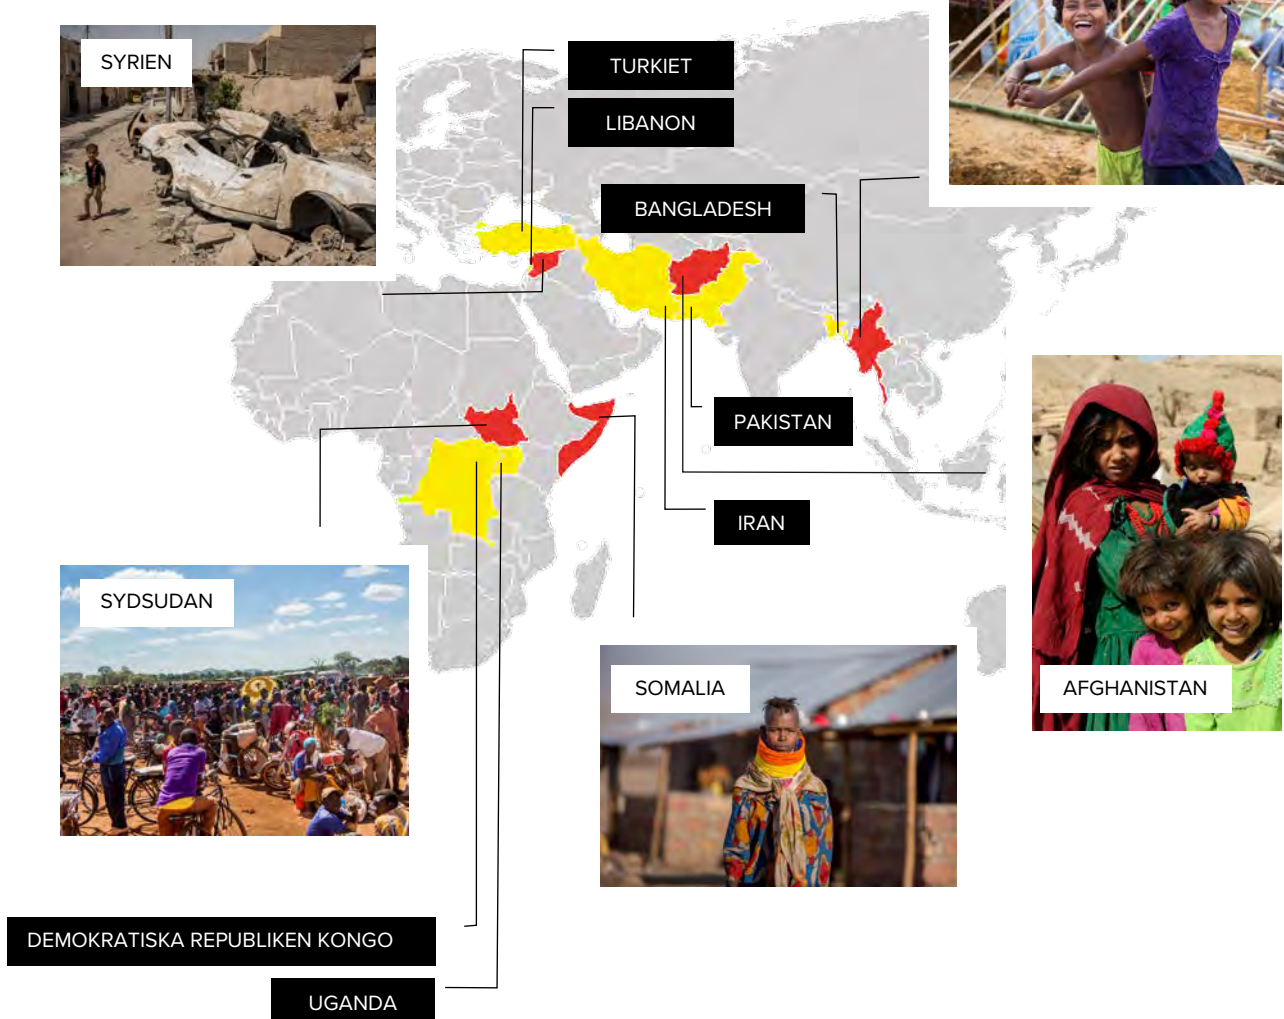 SYRIEN
TURKIET
LIBANON
BANGLADESH
PAKISTAN
IRAN
SYDSUDAN
SOMALIA
AFGHANISTAN
DEMOKRATISKA REPUBLIKEN KONGO
UGANDA